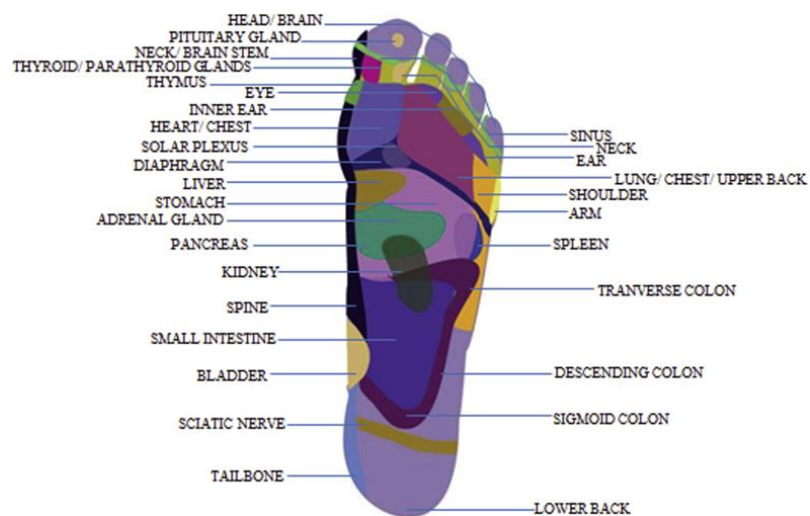 HEAD/ BRAIN
PITUITARY GLAND
NECK/ BRAIN STEM
THYROID/ PARATHYROID GLANDS
THYMUS
EYE
INNER EAR
HEART/ CHEST
SOLAR PLEXUS
DIAPHRAGM
LIVER
STOMACH
ADRENAL GLAND
PANCREAS
KIDNEY
SPINE
SMALL INTESTINE
BLADDER
SCIATIC NERVE
TAILBONE
SINUS
NECK
EAR
LUNG/ CHEST/ UPPER BACK
SHOULDER
ARM
SPLEEN
TRANVERSE COLON
DESCENDING COLON
SIGMOID COLON
LOWER BACK